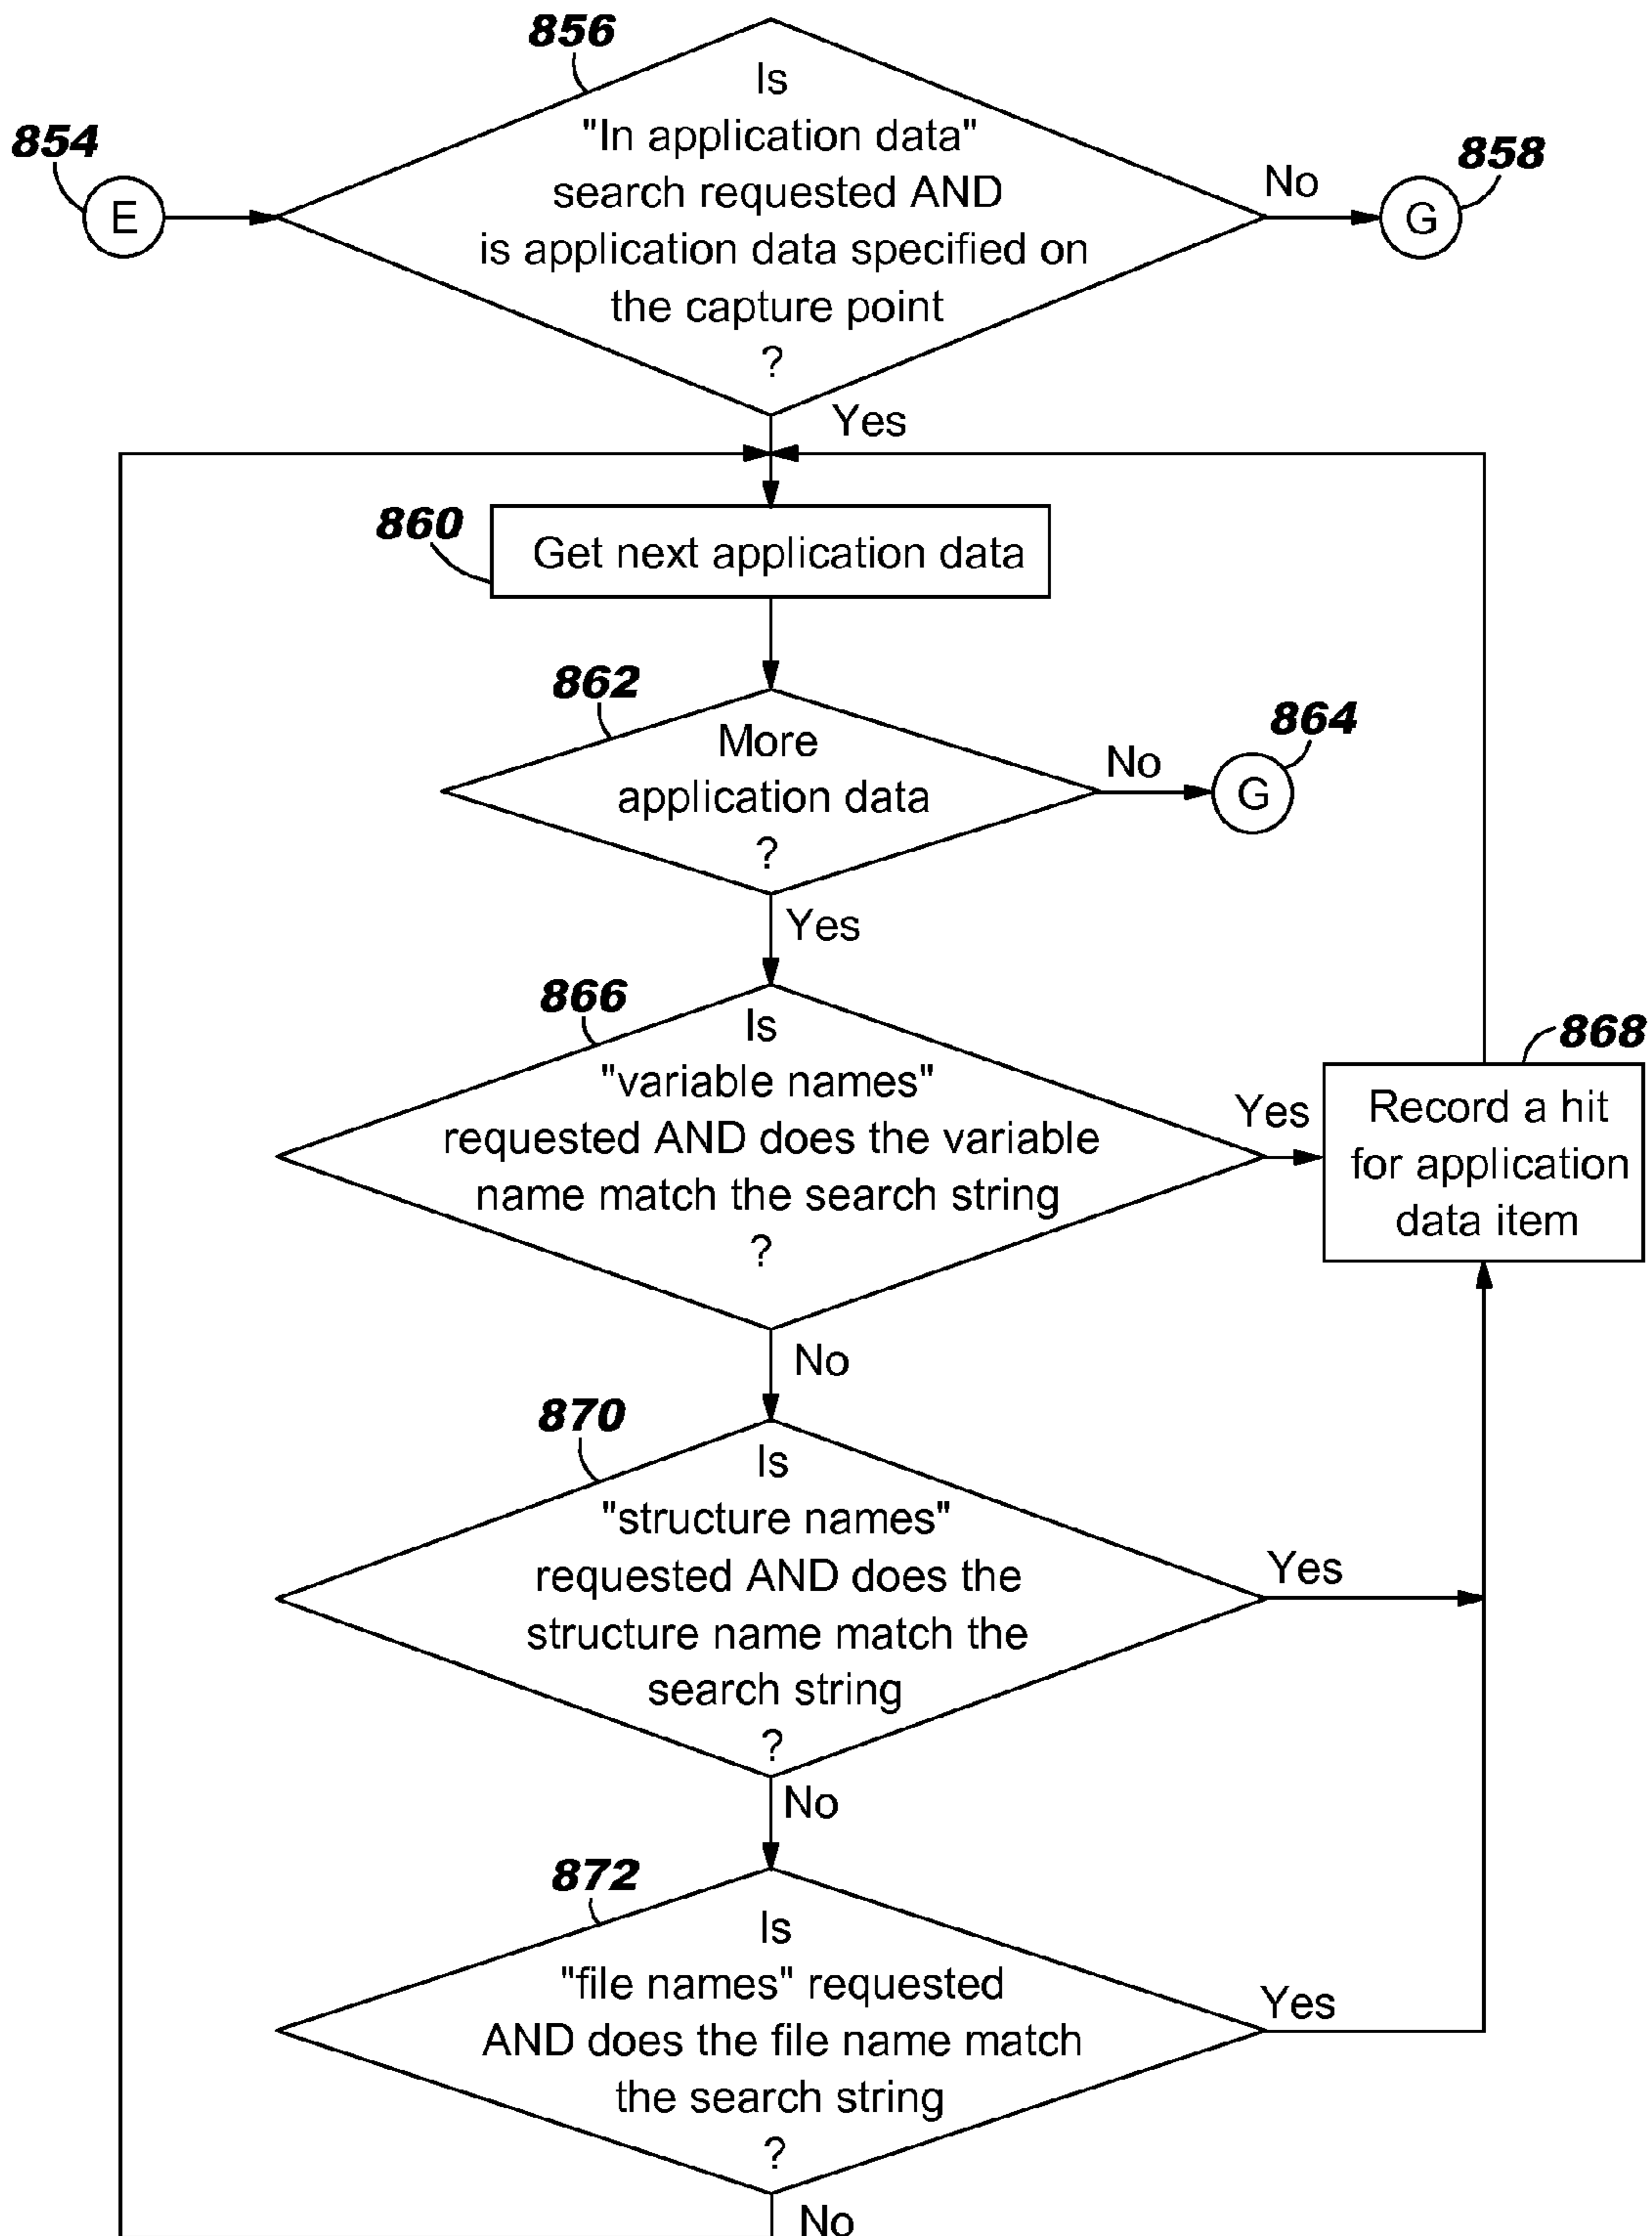 856
Is
"In application data"
search requested AND
is application data specified on
the capture point
?
854
E
No
858
G
Yes
860
Get next application data
862
More
application data
?
No
864
G
Yes
866
Is
"variable names"
requested AND does the variable
name match the search string
?
Yes
868
Record a hit
for application
data item
No
870
Is
"structure names"
requested AND does the
structure name match the
search string
?
Yes
No
872
Is
"file names" requested
AND does the file name match
the search string
?
Yes
No